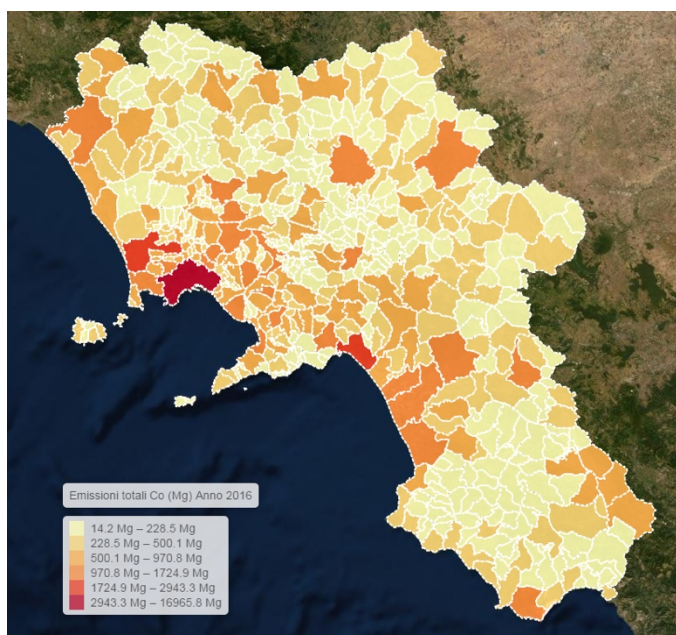 Emissioni totali Co (Mg) Anno 2016
14.2 Mg – 228.5 Mg
228.5 Mg – 500.1 Mg
500.1 Mg – 970.8 Mg
970.8 Mg – 1724.9 Mg
1724.9 Mg – 2943.3 Mg
2943.3 Mg – 16965.8 Mg